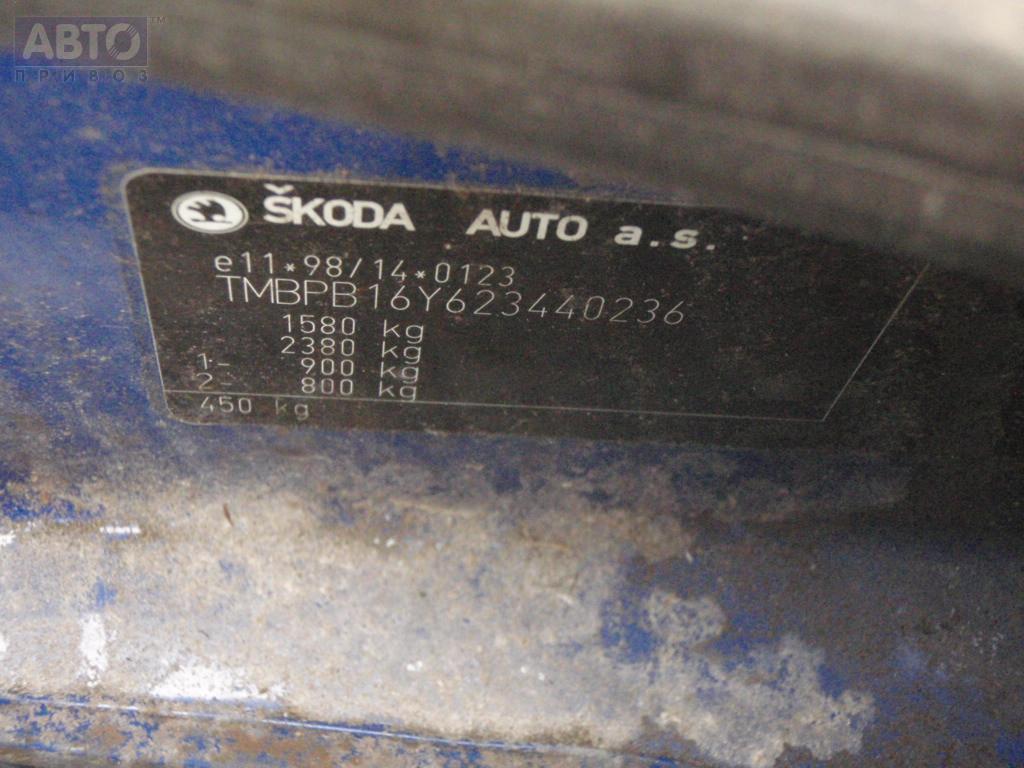 АВТО™
ПРИВОЗ
ŠKODA AUTO a.s.
e11*98/14*0123
TMBPB16Y623440236
1580 kg
2380 kg
1- 900 kg
2- 800 kg
450 kg